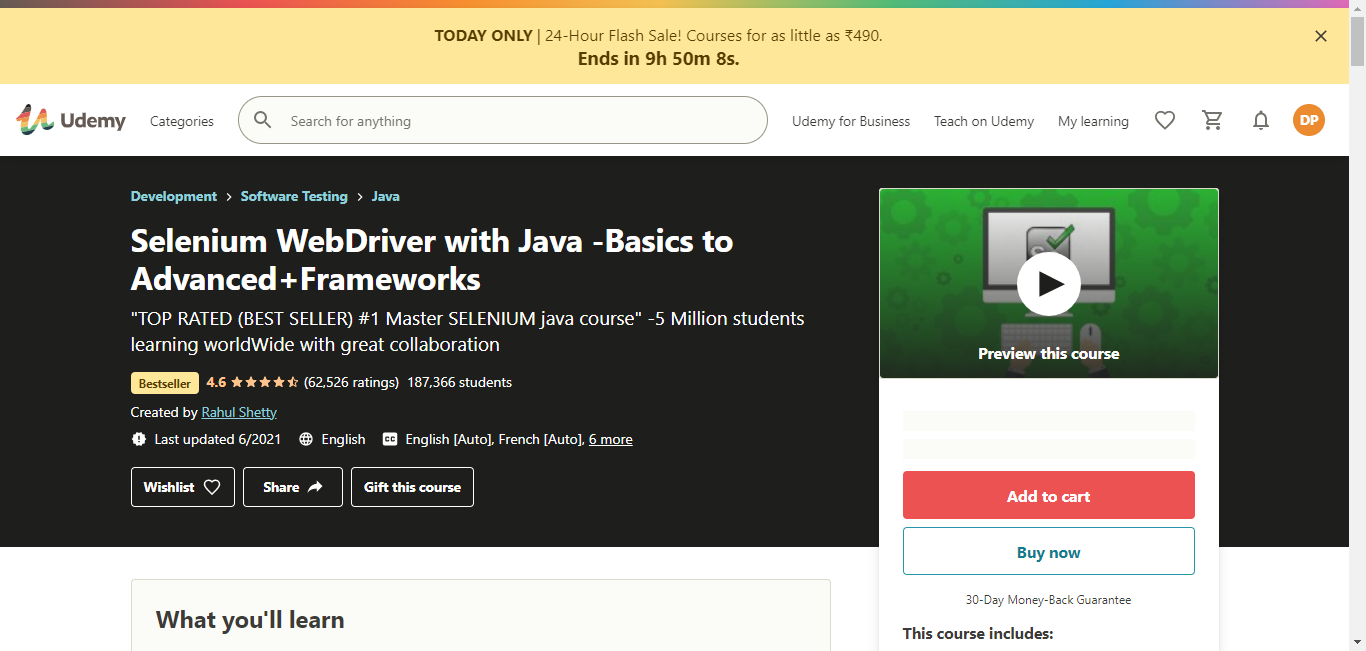 TODAY ONLY | 24-Hour Flash Sale! Courses for as little as ₹490.
Ends in 9h 50m 8s.
Udemy
Categories
Search for anything
Udemy for Business
Teach on Udemy
My learning
DP
Development > Software Testing > Java
Selenium WebDriver with Java -Basics to
Advanced+Frameworks
"TOP RATED (BEST SELLER) #1 Master SELENIUM java course" -5 Million students
learning worldWide with great collaboration
Bestseller 4.6 (62,526 ratings) 187,366 students
Created by Rahul Shetty
Last updated 6/2021 English CC English [Auto], French [Auto], 6 more
Wishlist
Share
Gift this course
What you'll learn
Preview this course
Add to cart
Buy now
30-Day Money-Back Guarantee
This course includes: